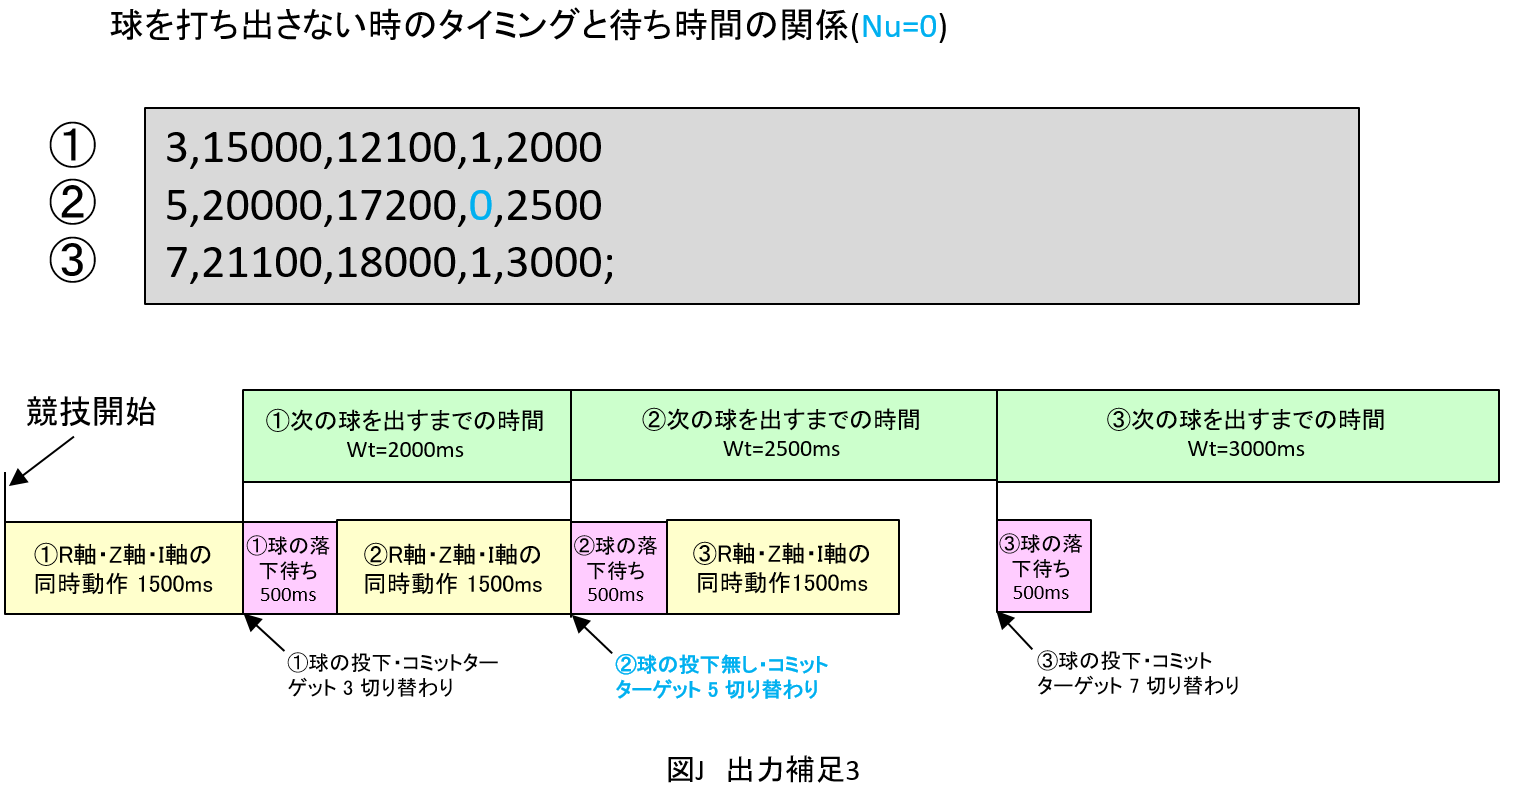 球を打ち出さない時のタイミングと待ち時間の関係(Nu=0)
① 3,15000,12100,1,2000
② 5,20000,17200,0,2500
③ 7,21100,18000,1,3000;
競技開始
①次の球を出すまでの時間
Wt=2000ms
②次の球を出すまでの時間
Wt=2500ms
③次の球を出すまでの時間
Wt=3000ms
①R軸・Z軸・I軸の
同時動作 1500ms
①球の落
下待ち
500ms
②R軸・Z軸・I軸の
同時動作 1500ms
②球の落
下待ち
500ms
③R軸・Z軸・I軸の
同時動作1500ms
③球の落
下待ち
500ms
①球の投下・コミットター
ゲット 3 切り替わり
②球の投下無し・コミット
ターゲット 5 切り替わり
③球の投下・コミット
ターゲット 7 切り替わり
図J 出力補足3